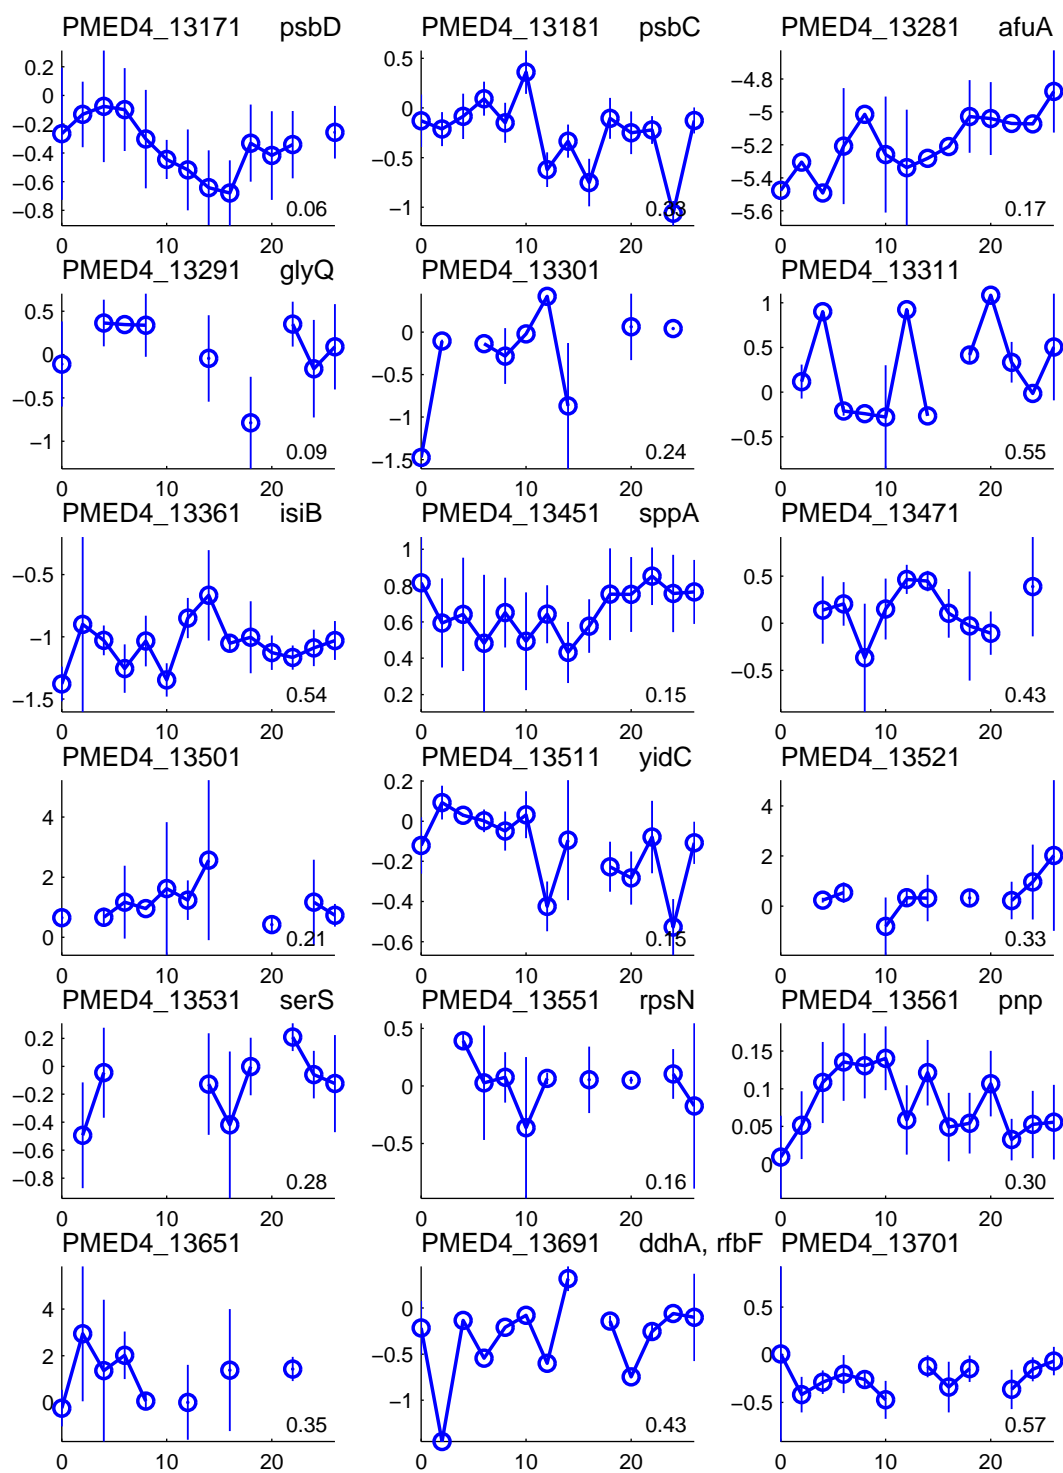 PMED4_13171 psbD
0.2
0
−0.2
−0.4
−0.6
−0.8
0.06
0 10 20
PMED4_13181 psbC
0.5
0
−0.5
−1
0.33
0 10 20
PMED4_13281 afuA
−4.8
−5
−5.2
−5.4
−5.6
0.17
0 10 20
PMED4_13291 glyQ
0.5
0
−0.5
−1
0.09
0 10 20
PMED4_13301
0
−0.5
−1
−1.5
0.24
0 10 20
PMED4_13311
1
0.5
0
−0.5
0.55
0 10 20
PMED4_13361 isiB
−0.5
−1
−1.5
0.54
0 10 20
PMED4_13451 sppA
1
0.8
0.6
0.4
0.2
0.15
0 10 20
PMED4_13471
0.5
0
−0.5
0.43
0 10 20
PMED4_13501
4
2
0
0.21
0 10 20
PMED4_13511 yidC
0.2
0
−0.2
−0.4
−0.6
0.15
0 10 20
PMED4_13521
4
2
0
0.33
0 10 20
PMED4_13531 serS
0.2
0
−0.2
−0.4
−0.6
−0.8
0.28
0 10 20
PMED4_13551 rpsN
0.5
0
−0.5
0.16
0 10 20
PMED4_13561 pnp
0.15
0.1
0.05
0
0.30
0 10 20
PMED4_13651
4
2
0
0.35
0 10 20
PMED4_13691 ddhA, rfbF
0
−0.5
−1
0.43
0 10 20
PMED4_13701
0.5
0
−0.5
0.57
0 10 20